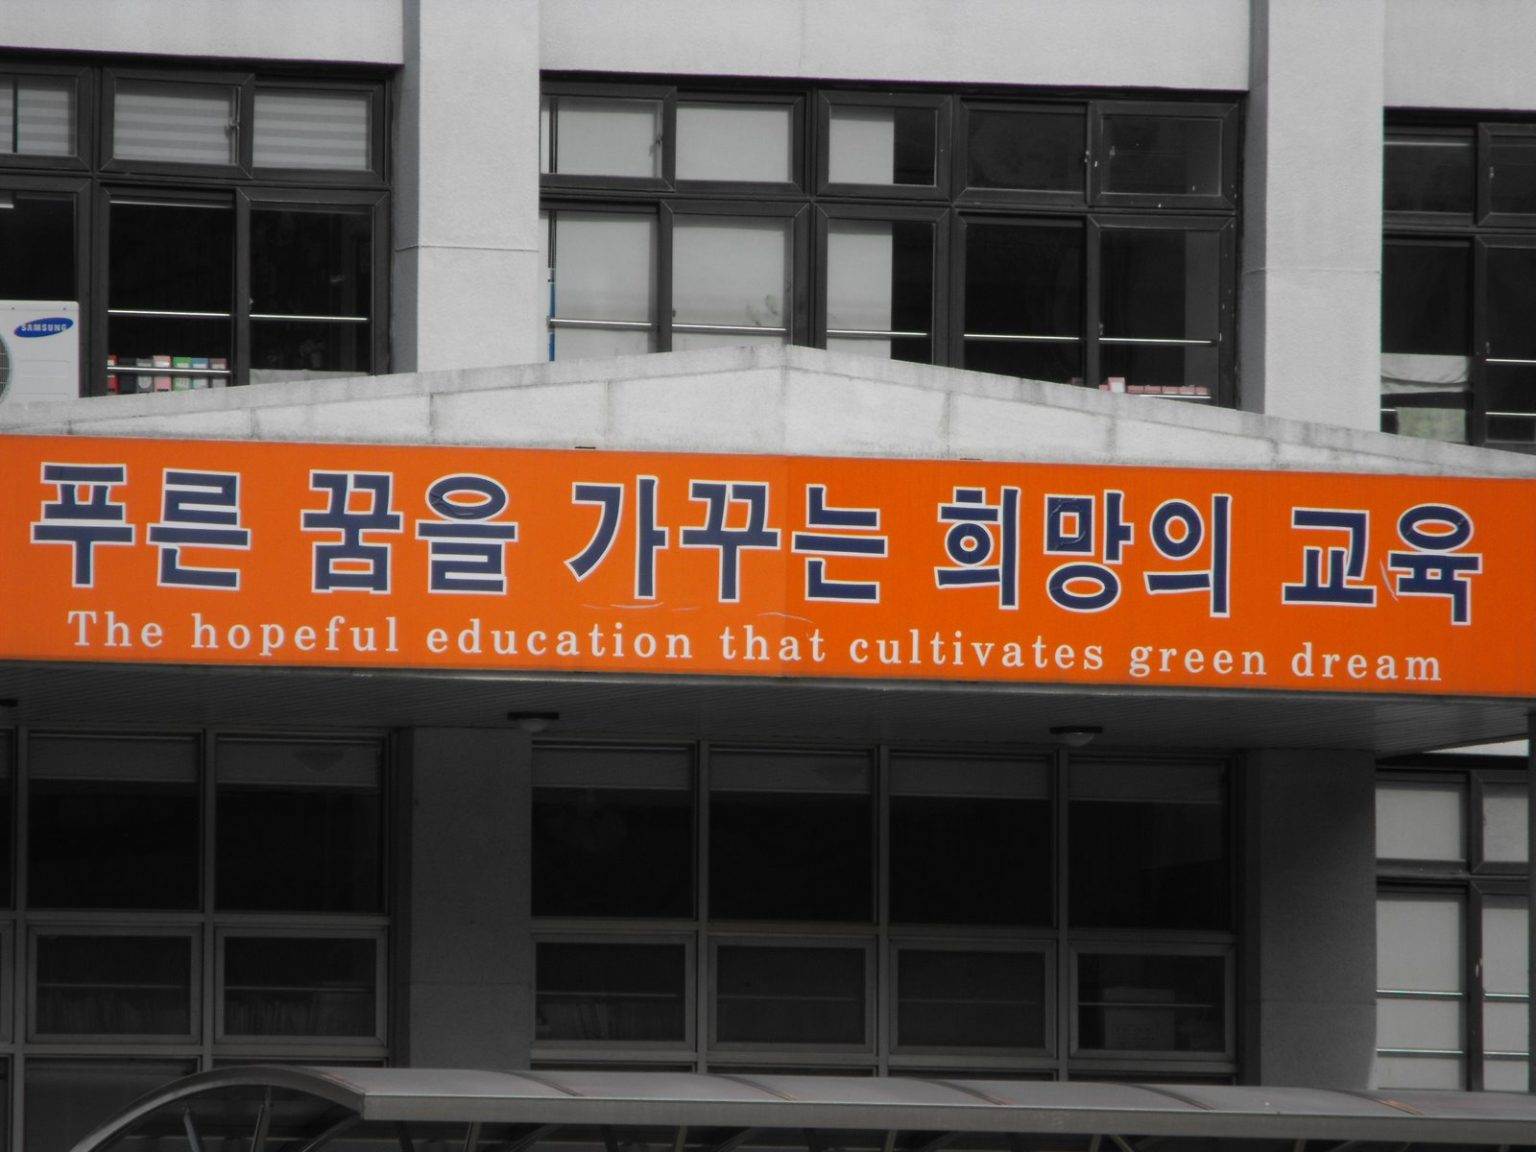 SAMSUNG
푸른 꿈을 가꾸는 희망의 교육
The hopeful education that cultivates green dream